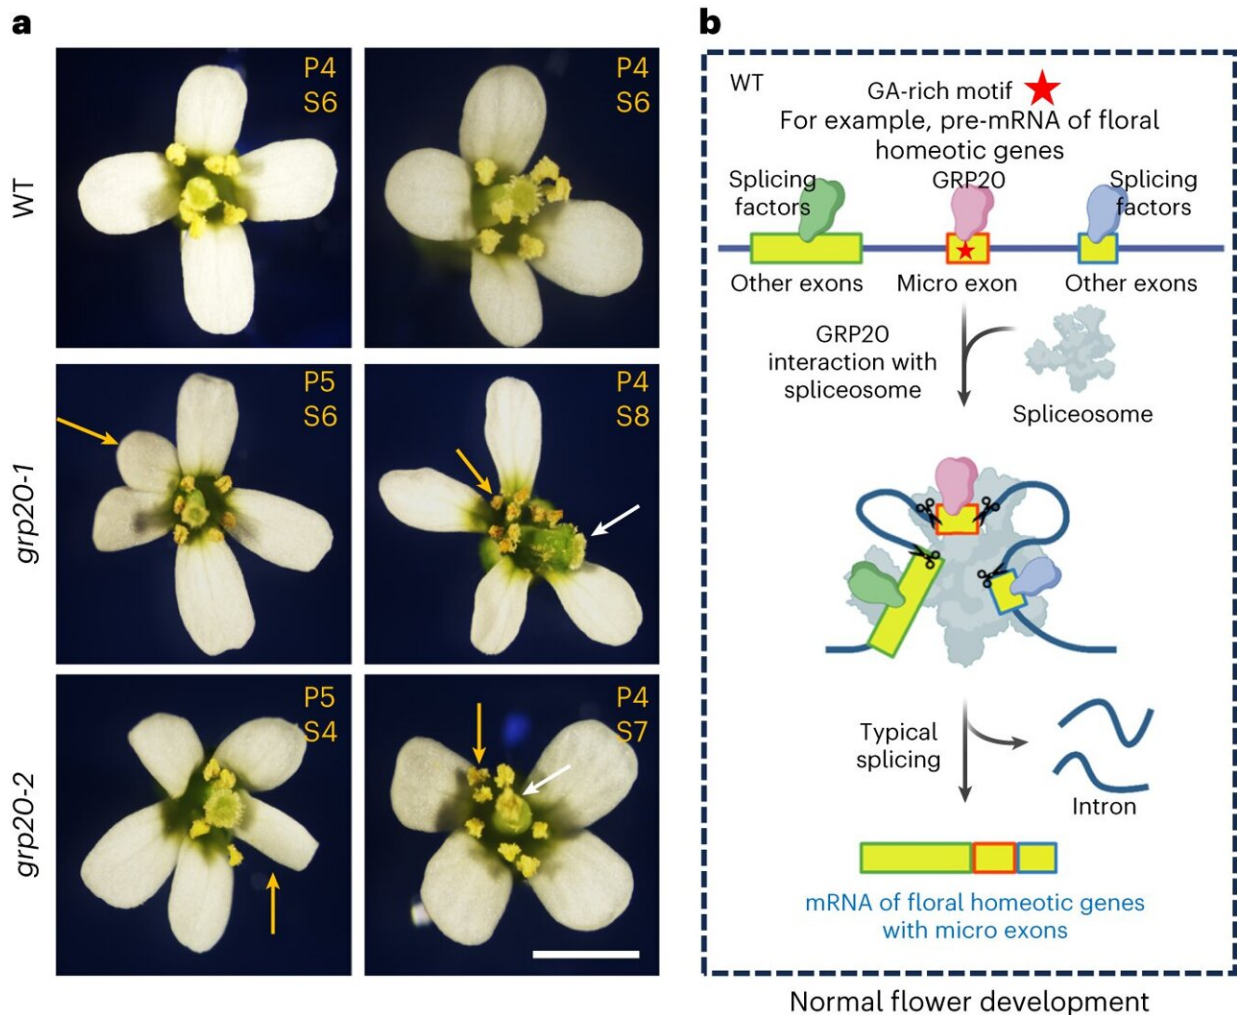 a
WT
P4
S6
P4
S6
grp20-1
P5
S6
P4
S8
grp20-2
P5
S4
P4
S7
b
WT
GA-rich motif
For example, pre-mRNA of floral
homeotic genes
Splicing
factors
GRP20
Splicing
factors
Other exons
Micro exon
Other exons
GRP20
interaction with
spliceosome
Spliceosome
Typical
splicing
Intron
mRNA of floral homeotic genes
with micro exons
Normal flower development